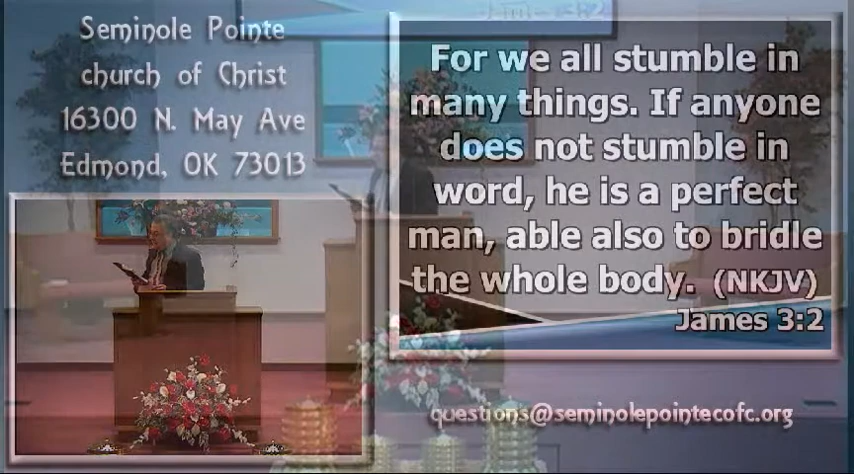 Seminole Pointe
church of Christ
16300 N. May Ave
Edmond, OK 73013
For we all stumble in
many things. If anyone
does not stumble in
word, he is a perfect
man, able also to bridle
the whole body. (NKJV)
James 3:2
questions@seminolepointecofc.org